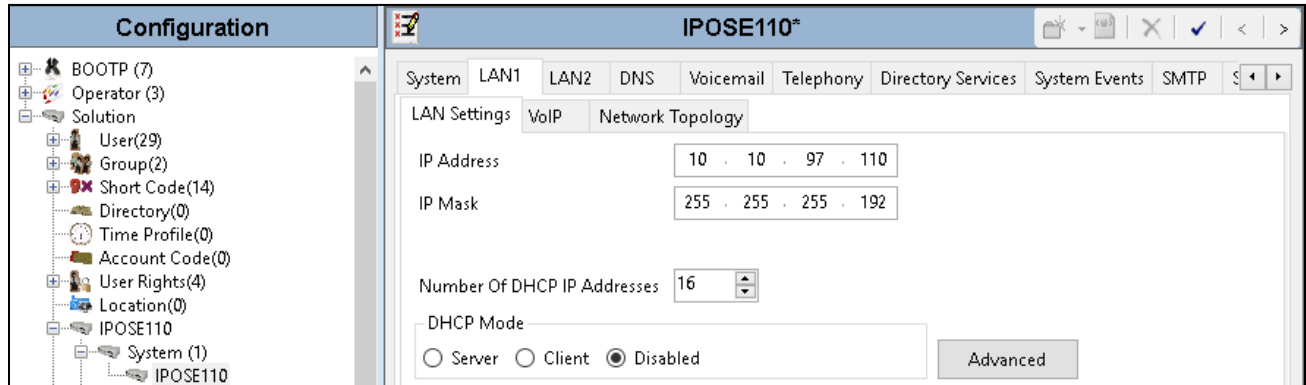 Configuration
BOOTP (7)
Operator (3)
Solution
User(29)
Group(2)
Short Code(14)
Directory(0)
Time Profile(0)
Account Code(0)
User Rights(4)
Location(0)
IPOSE110
System (1)
IPOSE110
IPOSE110*
System LAN1 LAN2 DNS Voicemail Telephony Directory Services System Events SMTP
LAN Settings VoIP Network Topology
IP Address 10 . 10 . 97 . 110
IP Mask 255 . 255 . 255 . 192
Number Of DHCP IP Addresses 16
DHCP Mode
Server Client Disabled Advanced